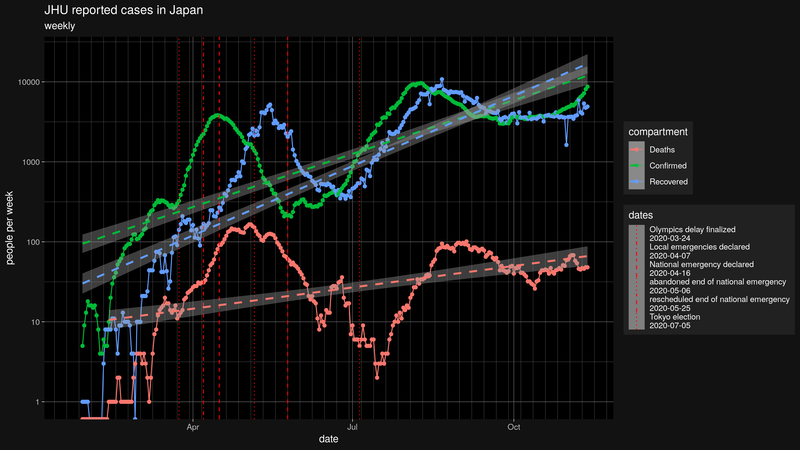 JHU reported cases in Japan
weekly
people per week
10000
1000
100
10
1
Apr
Jul
Oct
date
compartment
Deaths
Confirmed
Recovered
dates
Olympics delay finalized
2020-03-24
Local emergencies declared
2020-04-07
National emergency declared
2020-04-16
abandoned end of national emergency
2020-05-06
rescheduled end of national emergency
2020-05-25
Tokyo election
2020-07-05